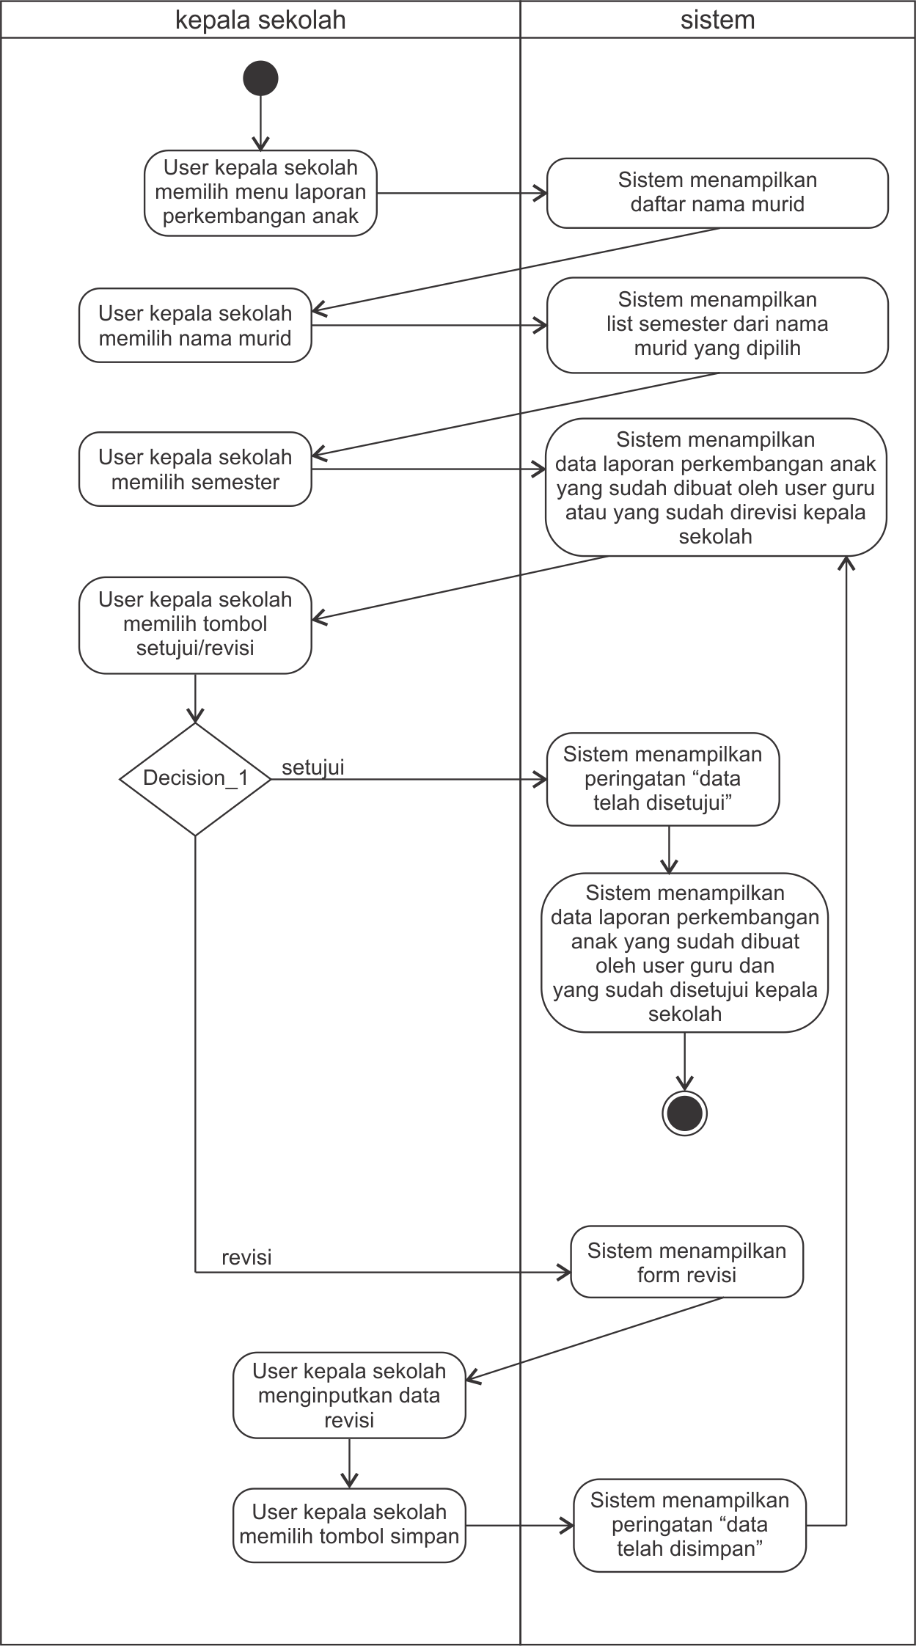 kepala sekolah
sistem
User kepala sekolah
memilih menu laporan
perkembangan anak
Sistem menampilkan
daftar nama murid
User kepala sekolah
memilih nama murid
Sistem menampilkan
list semester dari nama
murid yang dipilih
User kepala sekolah
memilih semester
Sistem menampilkan
data laporan perkembangan anak
yang sudah dibuat oleh user guru
atau yang sudah direvisi kepala
sekolah
User kepala sekolah
memilih tombol
setujui/revisi
Decision_1
setujui
Sistem menampilkan
peringatan “data
telah disetujui”
Sistem menampilkan
data laporan perkembangan
anak yang sudah dibuat
oleh user guru dan
yang sudah disetujui kepala
sekolah
revisi
Sistem menampilkan
form revisi
User kepala sekolah
menginputkan data
revisi
User kepala sekolah
memilih tombol simpan
Sistem menampilkan
peringatan “data
telah disimpan”